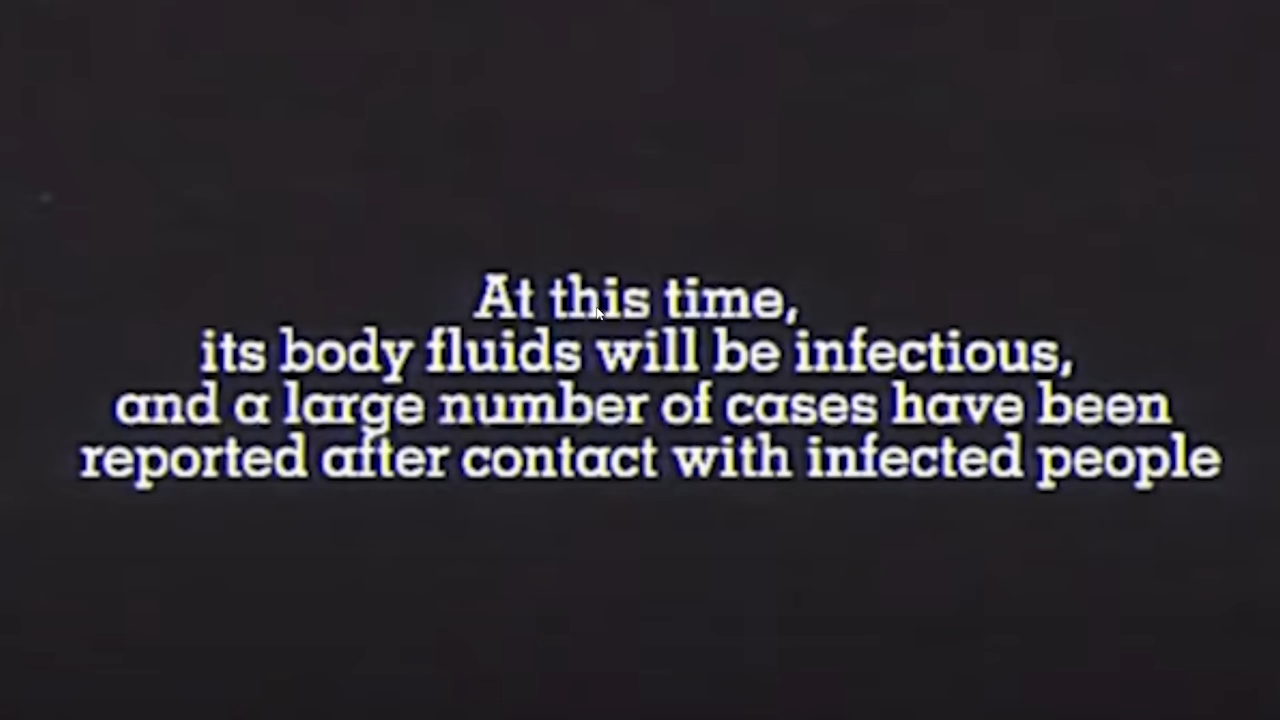 At this time,
its body fluids will be infectious,
and a large number of cases have been
reported after contact with infected people